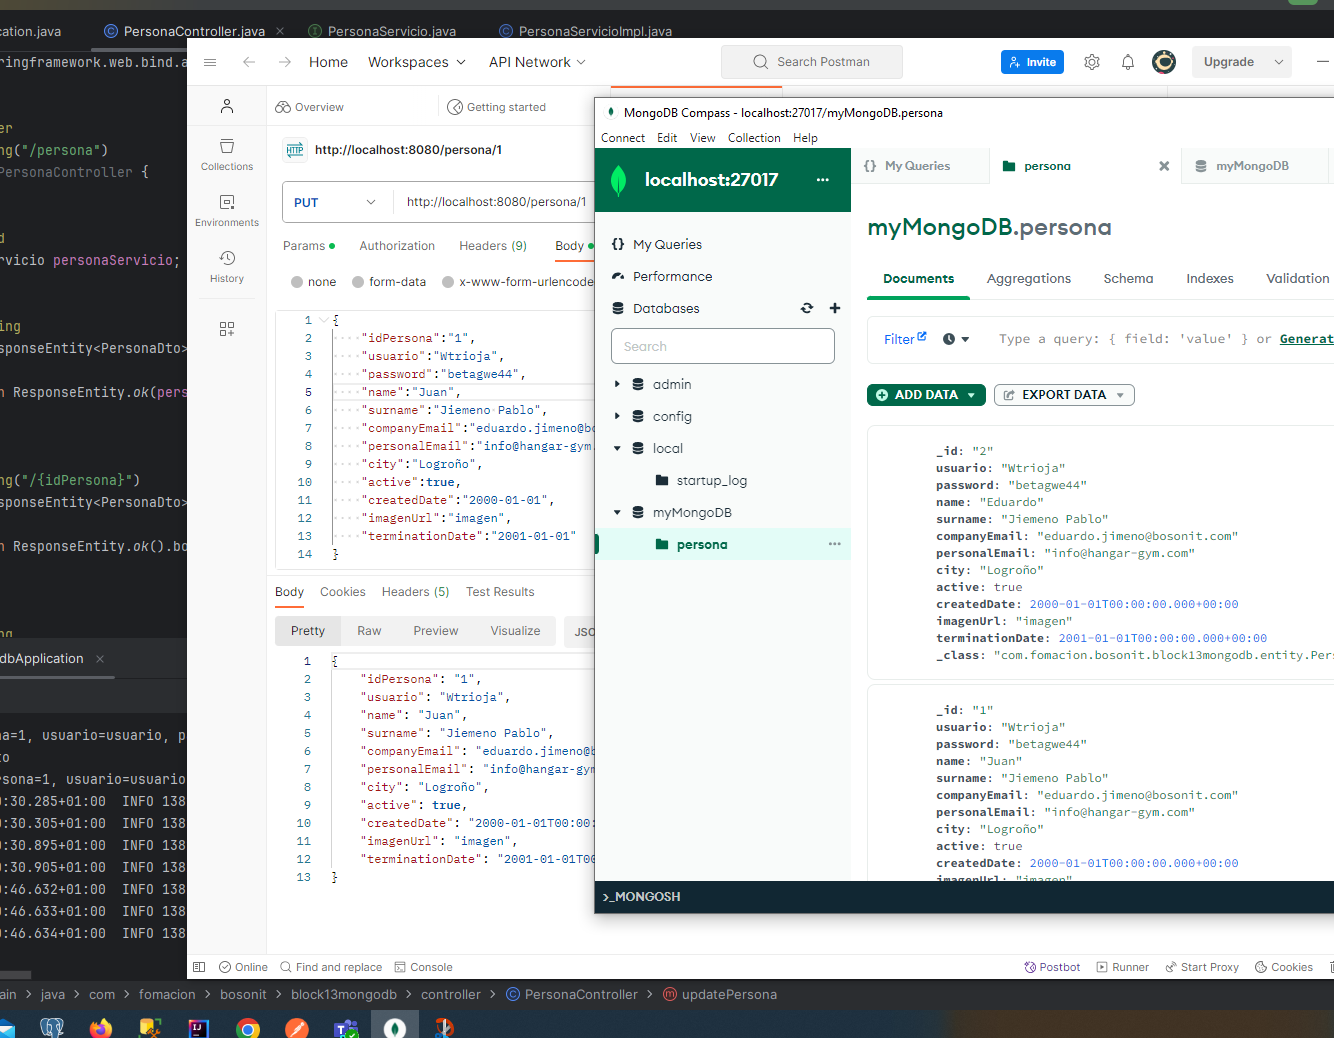 cation.java
PersonaController.java
PersonaServicio.java
PersonaServicioImpl.java
ringframework.web.bind.a
er
ng("/persona")
PersonaController {
d
rvicio personaServicio;
ing
sponseEntity<PersonaDto>
n ResponseEntity.ok(pers
ng("/{idPersona}")
sponseEntity<PersonaDto>
n ResponseEntity.ok().bo
ng
dbApplication
na=1, usuario=usuario, p
to
rsona=1, usuario=usuario
:30.285+01:00 INFO 138
:30.305+01:00 INFO 138
:30.895+01:00 INFO 138
:30.905+01:00 INFO 138
:46.632+01:00 INFO 138
:46.633+01:00 INFO 138
:46.634+01:00 INFO 138
Home
Workspaces
API Network
Search Postman
Invite
Upgrade
Collections
Environments
History
Overview
Getting started
HTTP
http://localhost:8080/persona/1
PUT
http://localhost:8080/persona/1
Params
Authorization
Headers (9)
Body
none
form-data
x-www-form-urlencode
1 {
2 "idPersona":"1",
3 "usuario":"Wtrioja",
4 "password":"betagwe44",
5 "name":"Juan",
6 "surname":"Jiemeno Pablo",
7 "companyEmail":"eduardo.jimeno@bo
8 "personalEmail":"info@hangar-gym.
9 "city":"Logroño",
10 "active":true,
11 "createdDate":"2000-01-01",
12 "imagenUrl":"imagen",
13 "terminationDate":"2001-01-01"
14 }
Body
Cookies
Headers (5)
Test Results
Pretty
Raw
Preview
Visualize
JSO
1 {
2 "idPersona": "1",
3 "usuario": "Wtrioja",
4 "name": "Juan",
5 "surname": "Jiemeno Pablo",
6 "companyEmail": "eduardo.jimeno@b
7 "personalEmail": "info@hangar-gym
8 "city": "Logroño",
9 "active": true,
10 "createdDate": "2000-01-01T00:00:
11 "imagenUrl": "imagen",
12 "terminationDate": "2001-01-01T00
13 }
MongoDB Compass - localhost:27017/myMongoDB.persona
Connect
Edit
View
Collection
Help
localhost:27017
...
My Queries
Performance
Databases
Search
admin
config
local
startup_log
myMongoDB
persona
>_MONGOSH
{} My Queries
persona
myMongoDB
myMongoDB.persona
Documents
Aggregations
Schema
Indexes
Validation
Filter
Type a query: { field: 'value' } or Generat
ADD DATA
EXPORT DATA
_id: "2"
usuario: "Wtrioja"
password: "betagwe44"
name: "Eduardo"
surname: "Jiemeno Pablo"
companyEmail: "eduardo.jimeno@bosonit.com"
personalEmail: "info@hangar-gym.com"
city: "Logroño"
active: true
createdDate: 2000-01-01T00:00:00.000+00:00
imagenUrl: "imagen"
terminationDate: 2001-01-01T00:00:00.000+00:00
_class: "com.fomacion.bosonit.block13mongodb.entity.Pers
_id: "1"
usuario: "Wtrioja"
password: "betagwe44"
name: "Juan"
surname: "Jiemeno Pablo"
companyEmail: "eduardo.jimeno@bosonit.com"
personalEmail: "info@hangar-gym.com"
city: "Logroño"
active: true
createdDate: 2000-01-01T00:00:00.000+00:00
imagenUrl: "imagen"
Online
Find and replace
Console
Postbot
Runner
Start Proxy
Cookies
ain > java > com > fomacion > bosonit > block13mongodb > controller > PersonaController > updatePersona